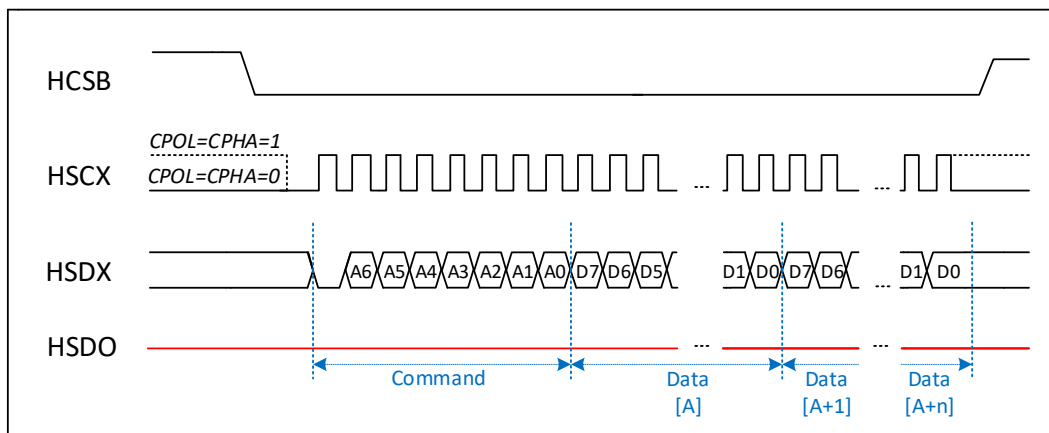 HCSB
CPOL=CPHA=1
HSCX
CPOL=CPHA=0
... ...
HSDX
A6 A5 A4 A3 A2 A1 A0 D7 D6 D5 D1 D0 D7 D6 D1 D0
... ...
HSDO
... ...
Command Data Data Data
[A] [A+1] [A+n]